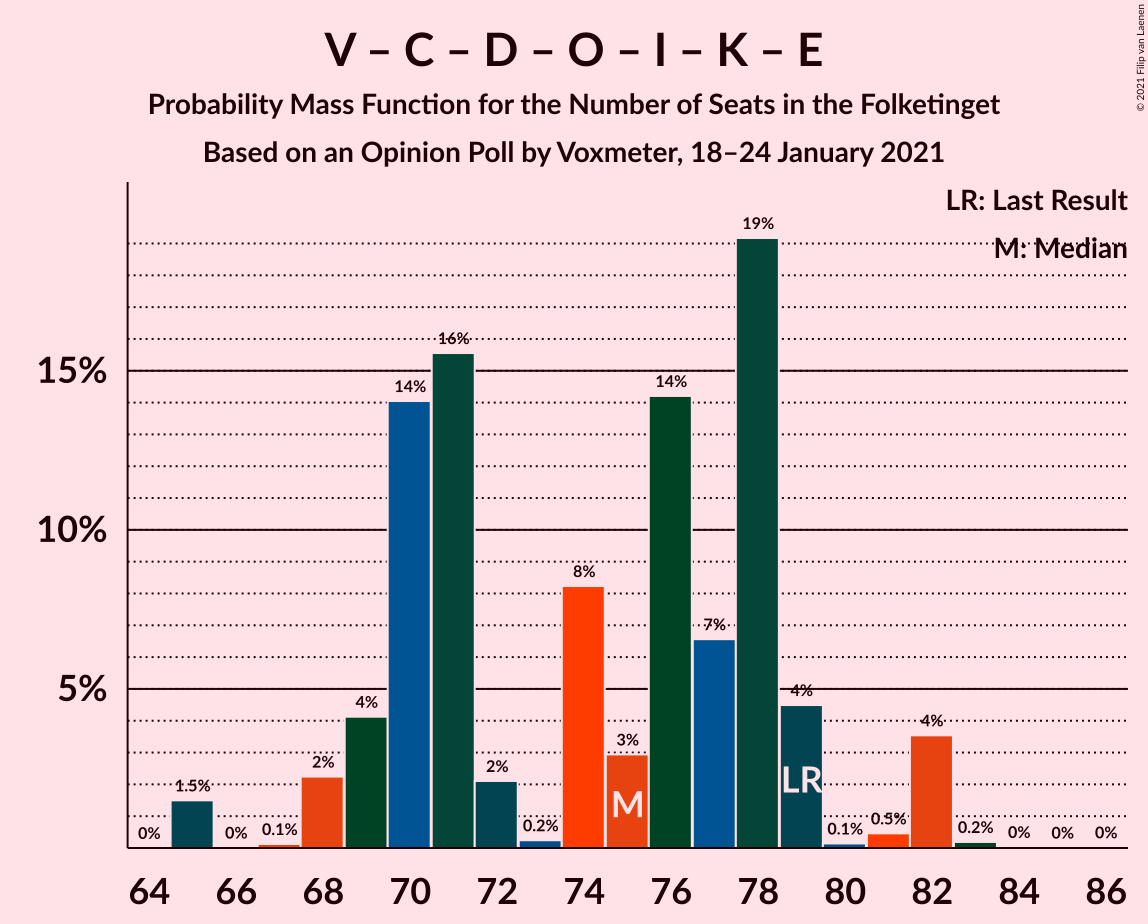 V – C – D – O – I – K – E
Probability Mass Function for the Number of Seats in the Folketinget
Based on an Opinion Poll by Voxmeter, 18–24 January 2021
© 2021 Filip van Laenen
LR: Last Result
M: Median
15%
10%
5%
0%
1.5%
0%
0.1%
2%
4%
14%
16%
2%
0.2%
8%
3%
14%
7%
19%
4%
0.1%
0.5%
4%
0.2%
0%
0%
0%
M
LR
64 66 68 70 72 74 76 78 80 82 84 86